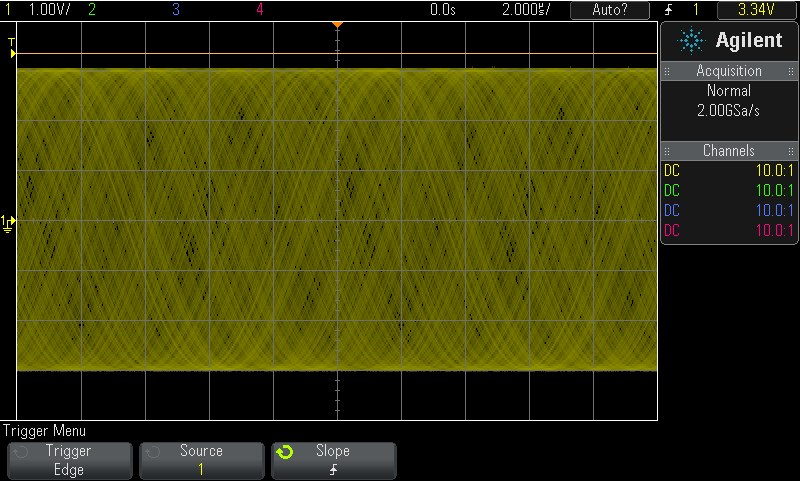 1 1.00V/ 2 3 4 0.0s 2.000µs/ Auto? 1 3.34V
T
1
Agilent
Acquisition
Normal
2.00GSa/s
Channels
DC 10.0:1
DC 10.0:1
DC 10.0:1
DC 10.0:1
Trigger Menu
Trigger Source Slope
Edge 1